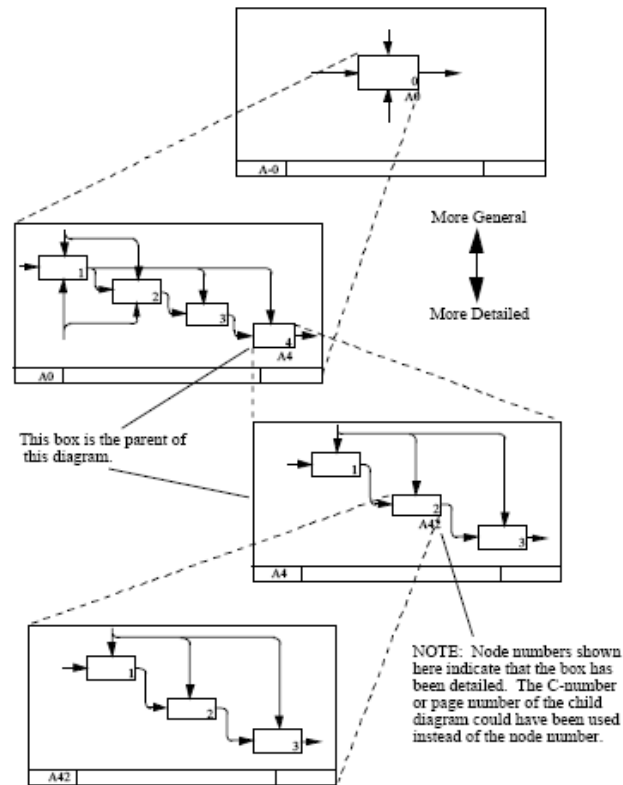 0
A0
A-0
More General
More Detailed
1
2
3
4
A4
A0
This box is the parent of
this diagram.
1
2
A42
3
A4
NOTE: Node numbers shown
here indicate that the box has
been detailed. The C-number
or page number of the child
diagram could have been used
instead of the node number.
1
2
3
A42